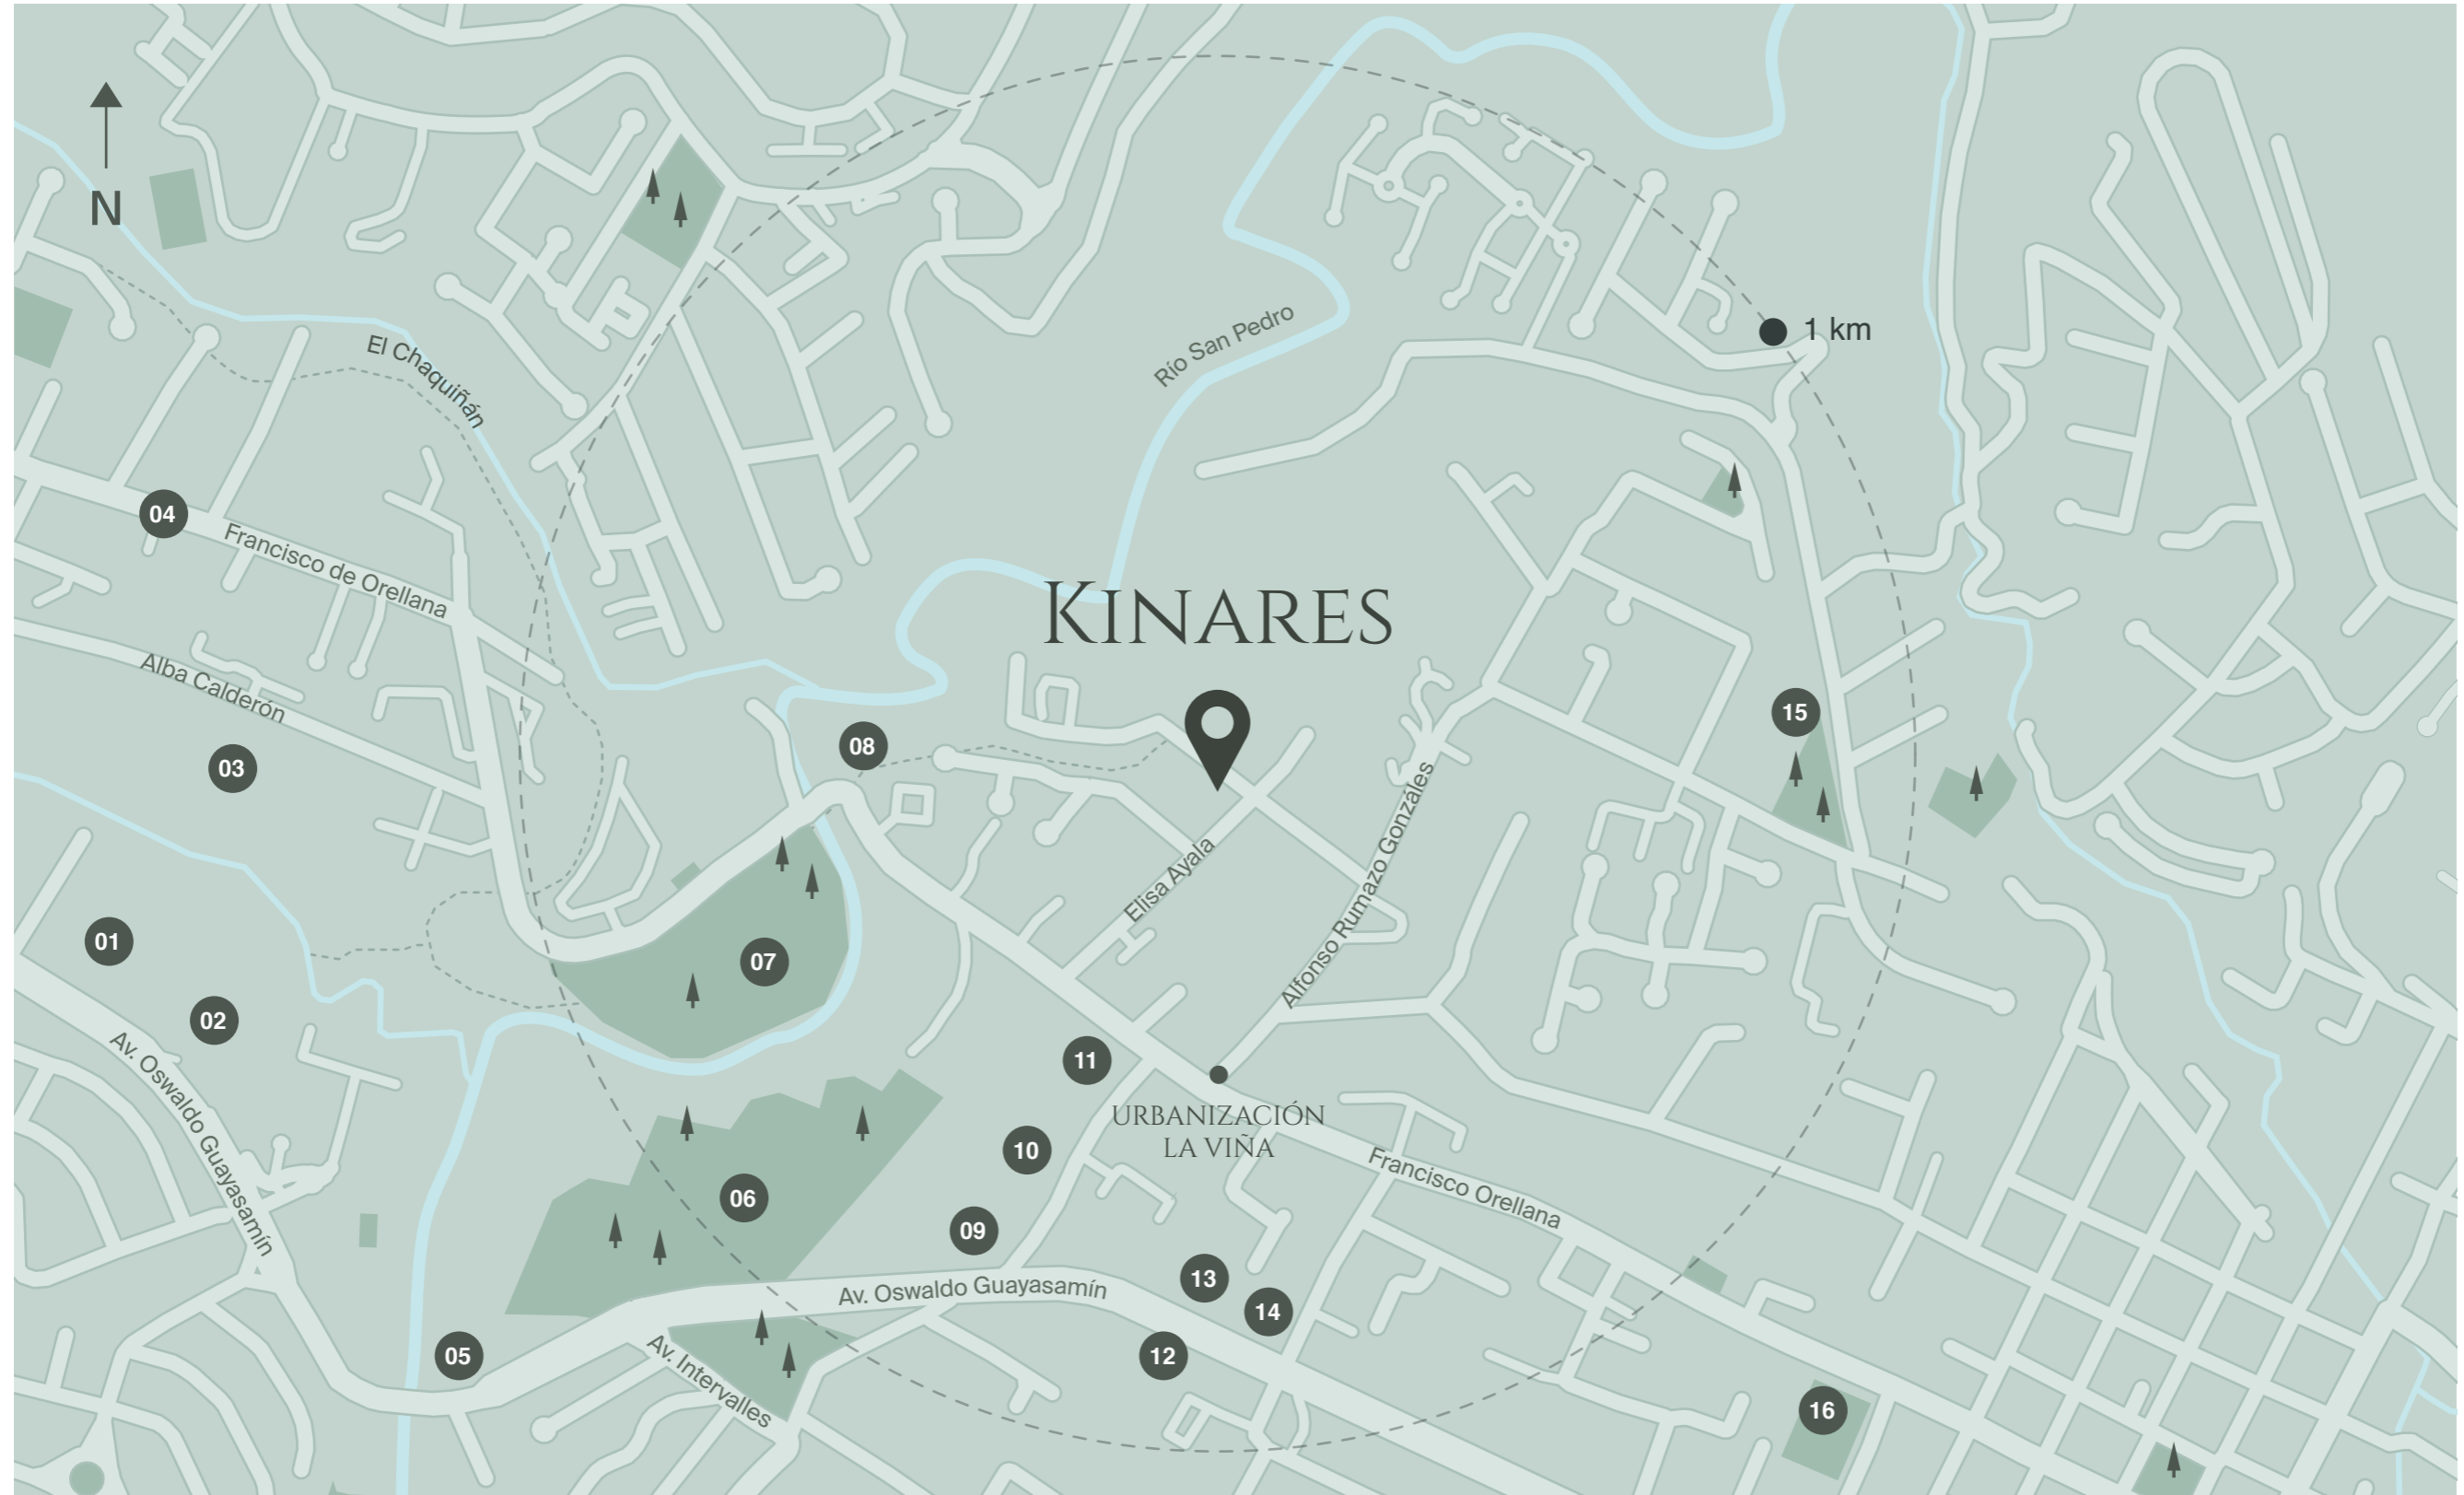 N
1 km
Río San Pedro
El Chaquiñán
04
Francisco de Orellana
KINARES
Alba Calderón
03
08
15
Elisa Ayala
Alfonso Rumazo Gonzáles
01
07
02
Av. Oswaldo Guayasamín
11
URBANIZACIÓN
LA VIÑA
10
Francisco Orellana
06
09
13
Av. Oswaldo Guayasamín
14
05
12
Av. Intervalles
16